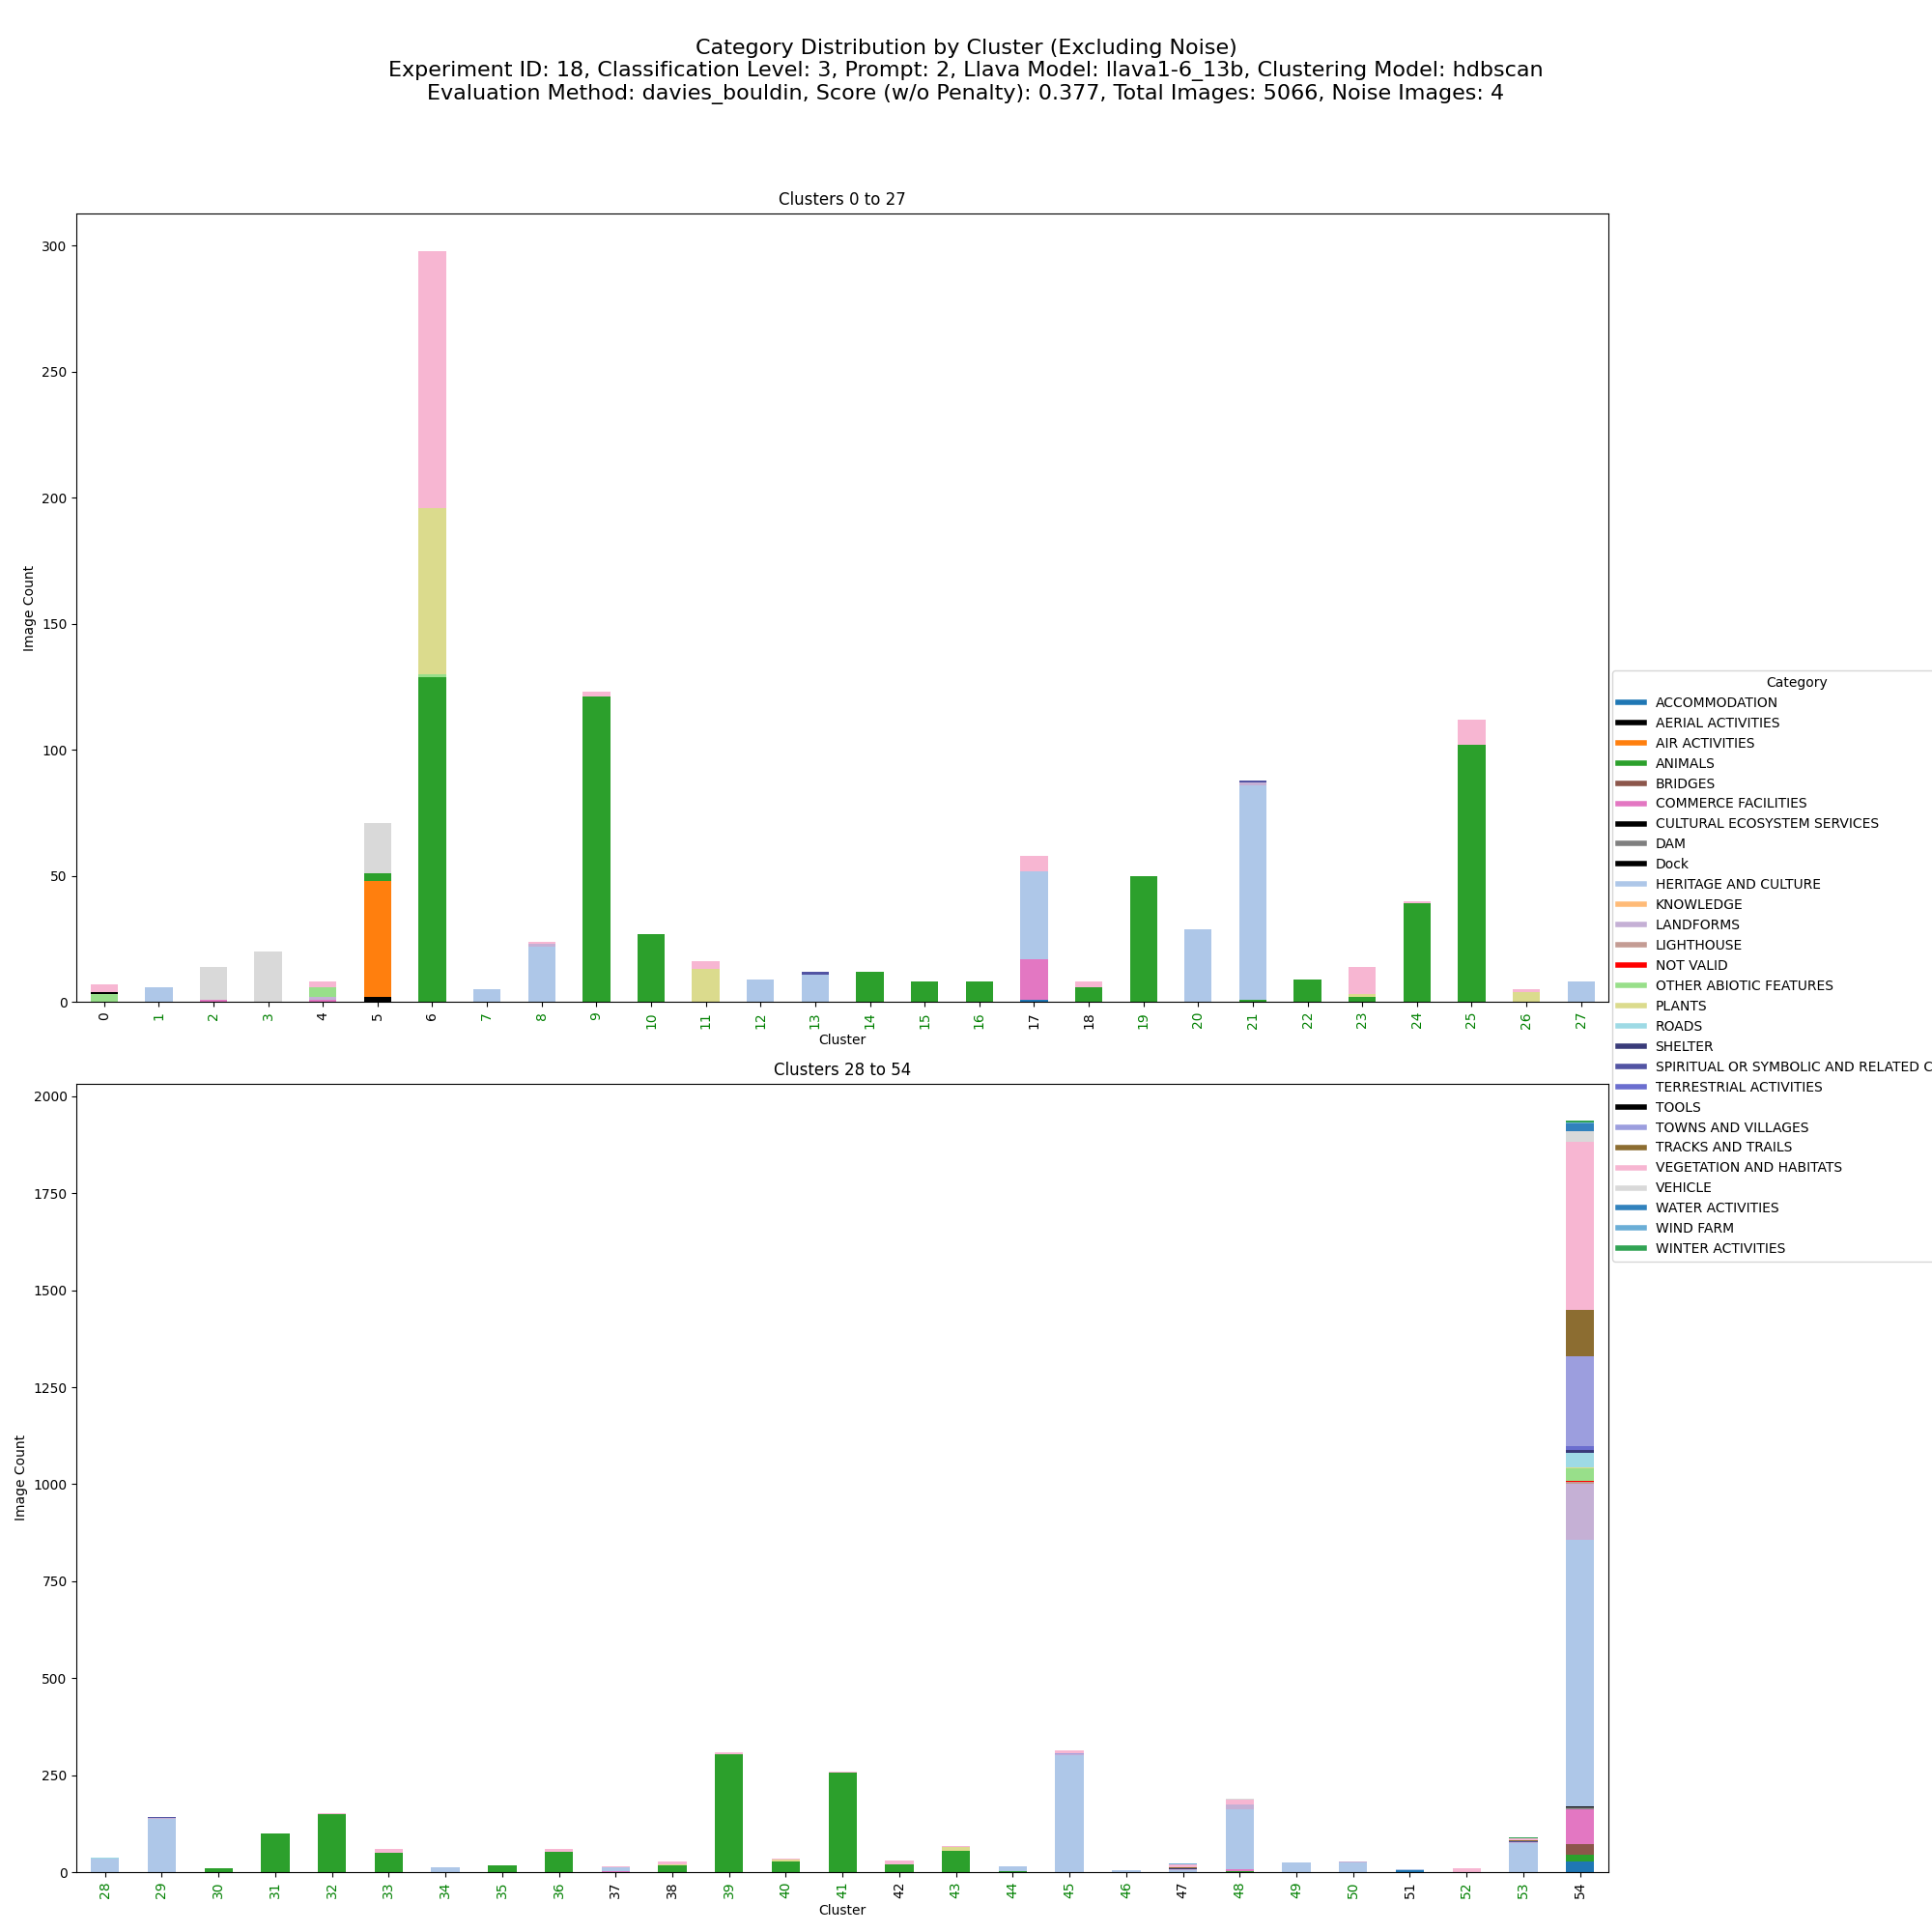 Category Distribution by Cluster (Excluding Noise)
Experiment ID: 18, Classification Level: 3, Prompt: 2, Llava Model: llava1-6_13b, Clustering Model: hdbscan
Evaluation Method: davies_bouldin, Score (w/o Penalty): 0.377, Total Images: 5066, Noise Images: 4
Clusters 0 to 27
300
250
200
150
100
50
0
Image Count
0 1 2 3 4 5 6 7 8 9 10 11 12 13 14 15 16 17 18 19 20 21 22 23 24 25 26 27
Cluster
Category
ACCOMMODATION
AERIAL ACTIVITIES
AIR ACTIVITIES
ANIMALS
BRIDGES
COMMERCE FACILITIES
CULTURAL ECOSYSTEM SERVICES
DAM
Dock
HERITAGE AND CULTURE
KNOWLEDGE
LANDFORMS
LIGHTHOUSE
NOT VALID
OTHER ABIOTIC FEATURES
PLANTS
ROADS
SHELTER
SPIRITUAL OR SYMBOLIC AND RELATED C
TERRESTRIAL ACTIVITIES
TOOLS
TOWNS AND VILLAGES
TRACKS AND TRAILS
VEGETATION AND HABITATS
VEHICLE
WATER ACTIVITIES
WIND FARM
WINTER ACTIVITIES
Clusters 28 to 54
2000
1750
1500
1250
1000
750
500
250
0
Image Count
28 29 30 31 32 33 34 35 36 37 38 39 40 41 42 43 44 45 46 47 48 49 50 51 52 53 54
Cluster